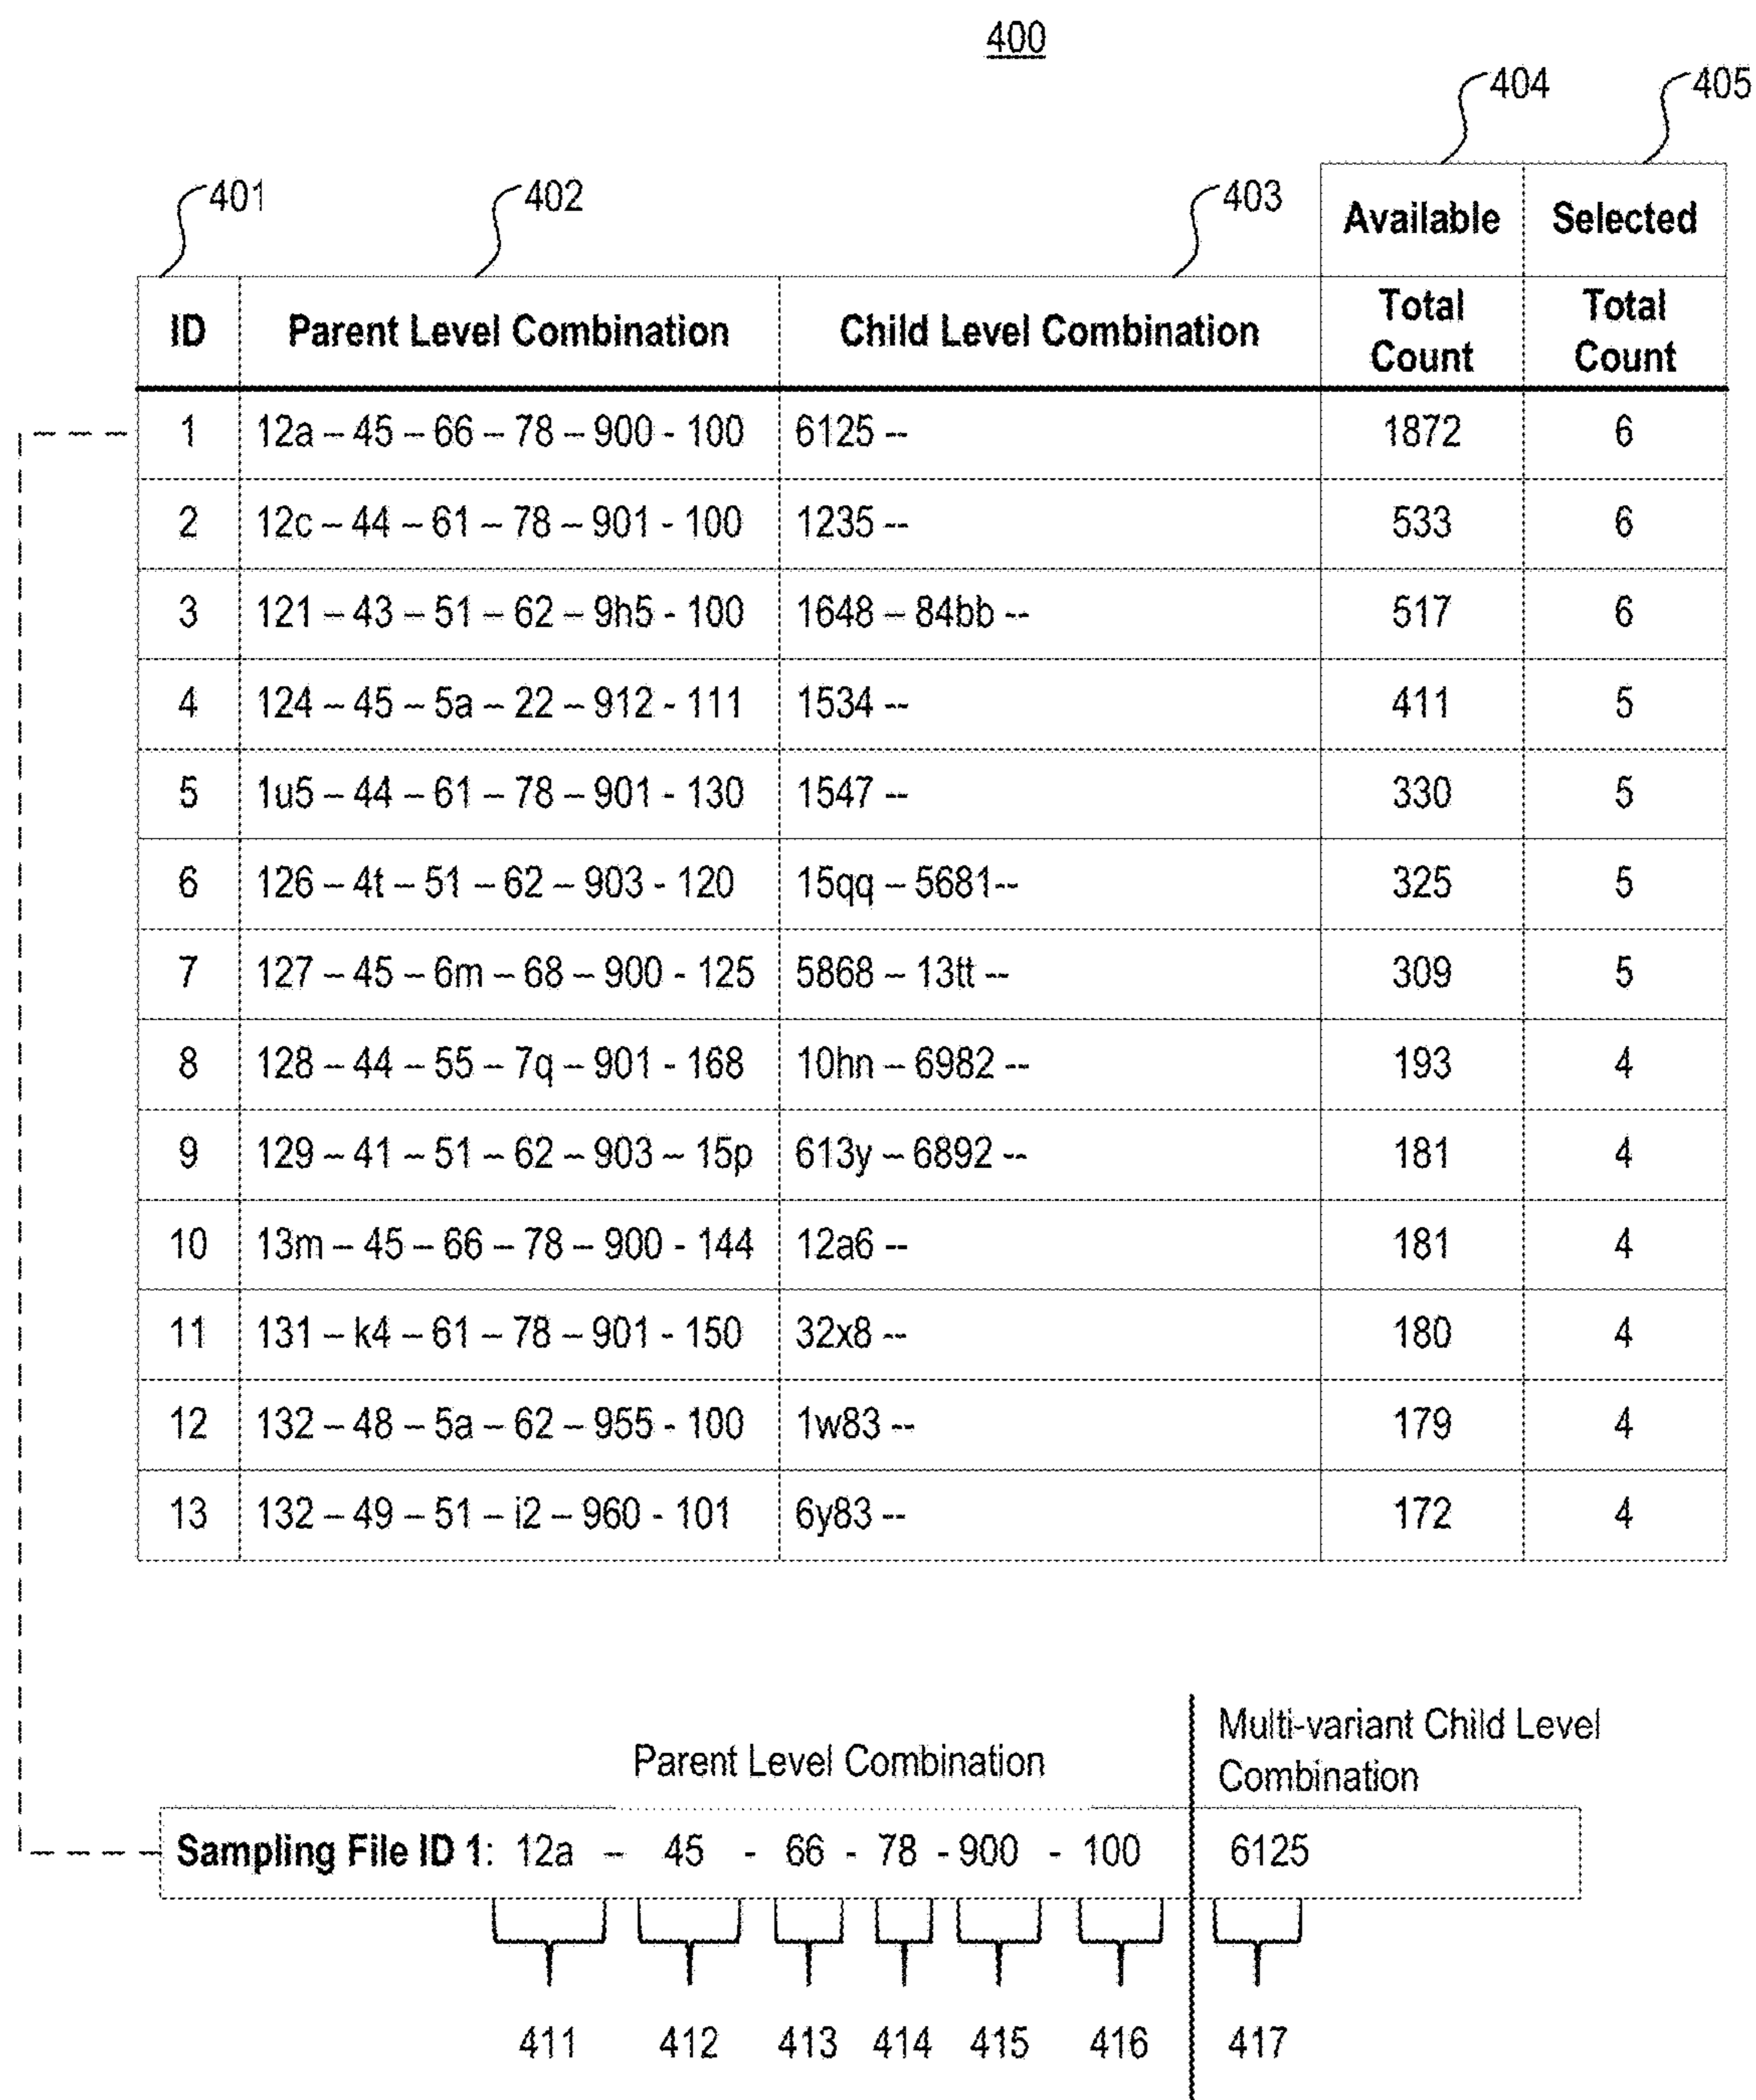 400
404 405
401 402 403
Available Selected
ID Parent Level Combination Child Level Combination Total Count Total Count
1 12a – 45 – 66 – 78 – 900 - 100 6125 -- 1872 6
2 12c – 44 – 61 – 78 – 901 - 100 1235 -- 533 6
3 121 – 43 – 51 – 62 – 9h5 - 100 1648 – 84bb -- 517 6
4 124 – 45 – 5a – 22 – 912 - 111 1534 -- 411 5
5 1u5 – 44 – 61 – 78 – 901 - 130 1547 -- 330 5
6 126 – 4t – 51 – 62 – 903 - 120 15qq – 5681-- 325 5
7 127 – 45 – 6m – 68 – 900 - 125 5868 – 13tt -- 309 5
8 128 – 44 – 55 – 7q – 901 - 168 10hn – 6982 -- 193 4
9 129 – 41 – 51 – 62 – 903 – 15p 613y – 6892 -- 181 4
10 13m – 45 – 66 – 78 – 900 - 144 12a6 -- 181 4
11 131 – k4 – 61 – 78 – 901 - 150 32x8 -- 180 4
12 132 – 48 – 5a – 62 – 955 - 100 1w83 -- 179 4
13 132 – 49 – 51 – i2 – 960 - 101 6y83 -- 172 4
Parent Level Combination
Multi-variant Child Level
Combination
Sampling File ID 1: 12a – 45 - 66 - 78 - 900 - 100 6125
411 412 413 414 415 416 417